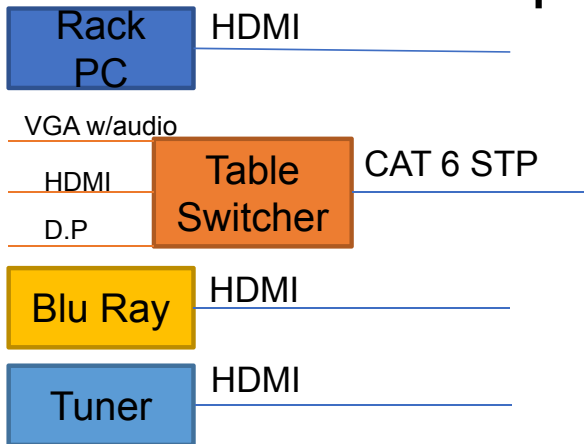 Rack
PC
HDMI
VGA w/audio
HDMI
D.P
Table
Switcher
CAT 6 STP
Blu Ray
HDMI
Tuner
HDMI